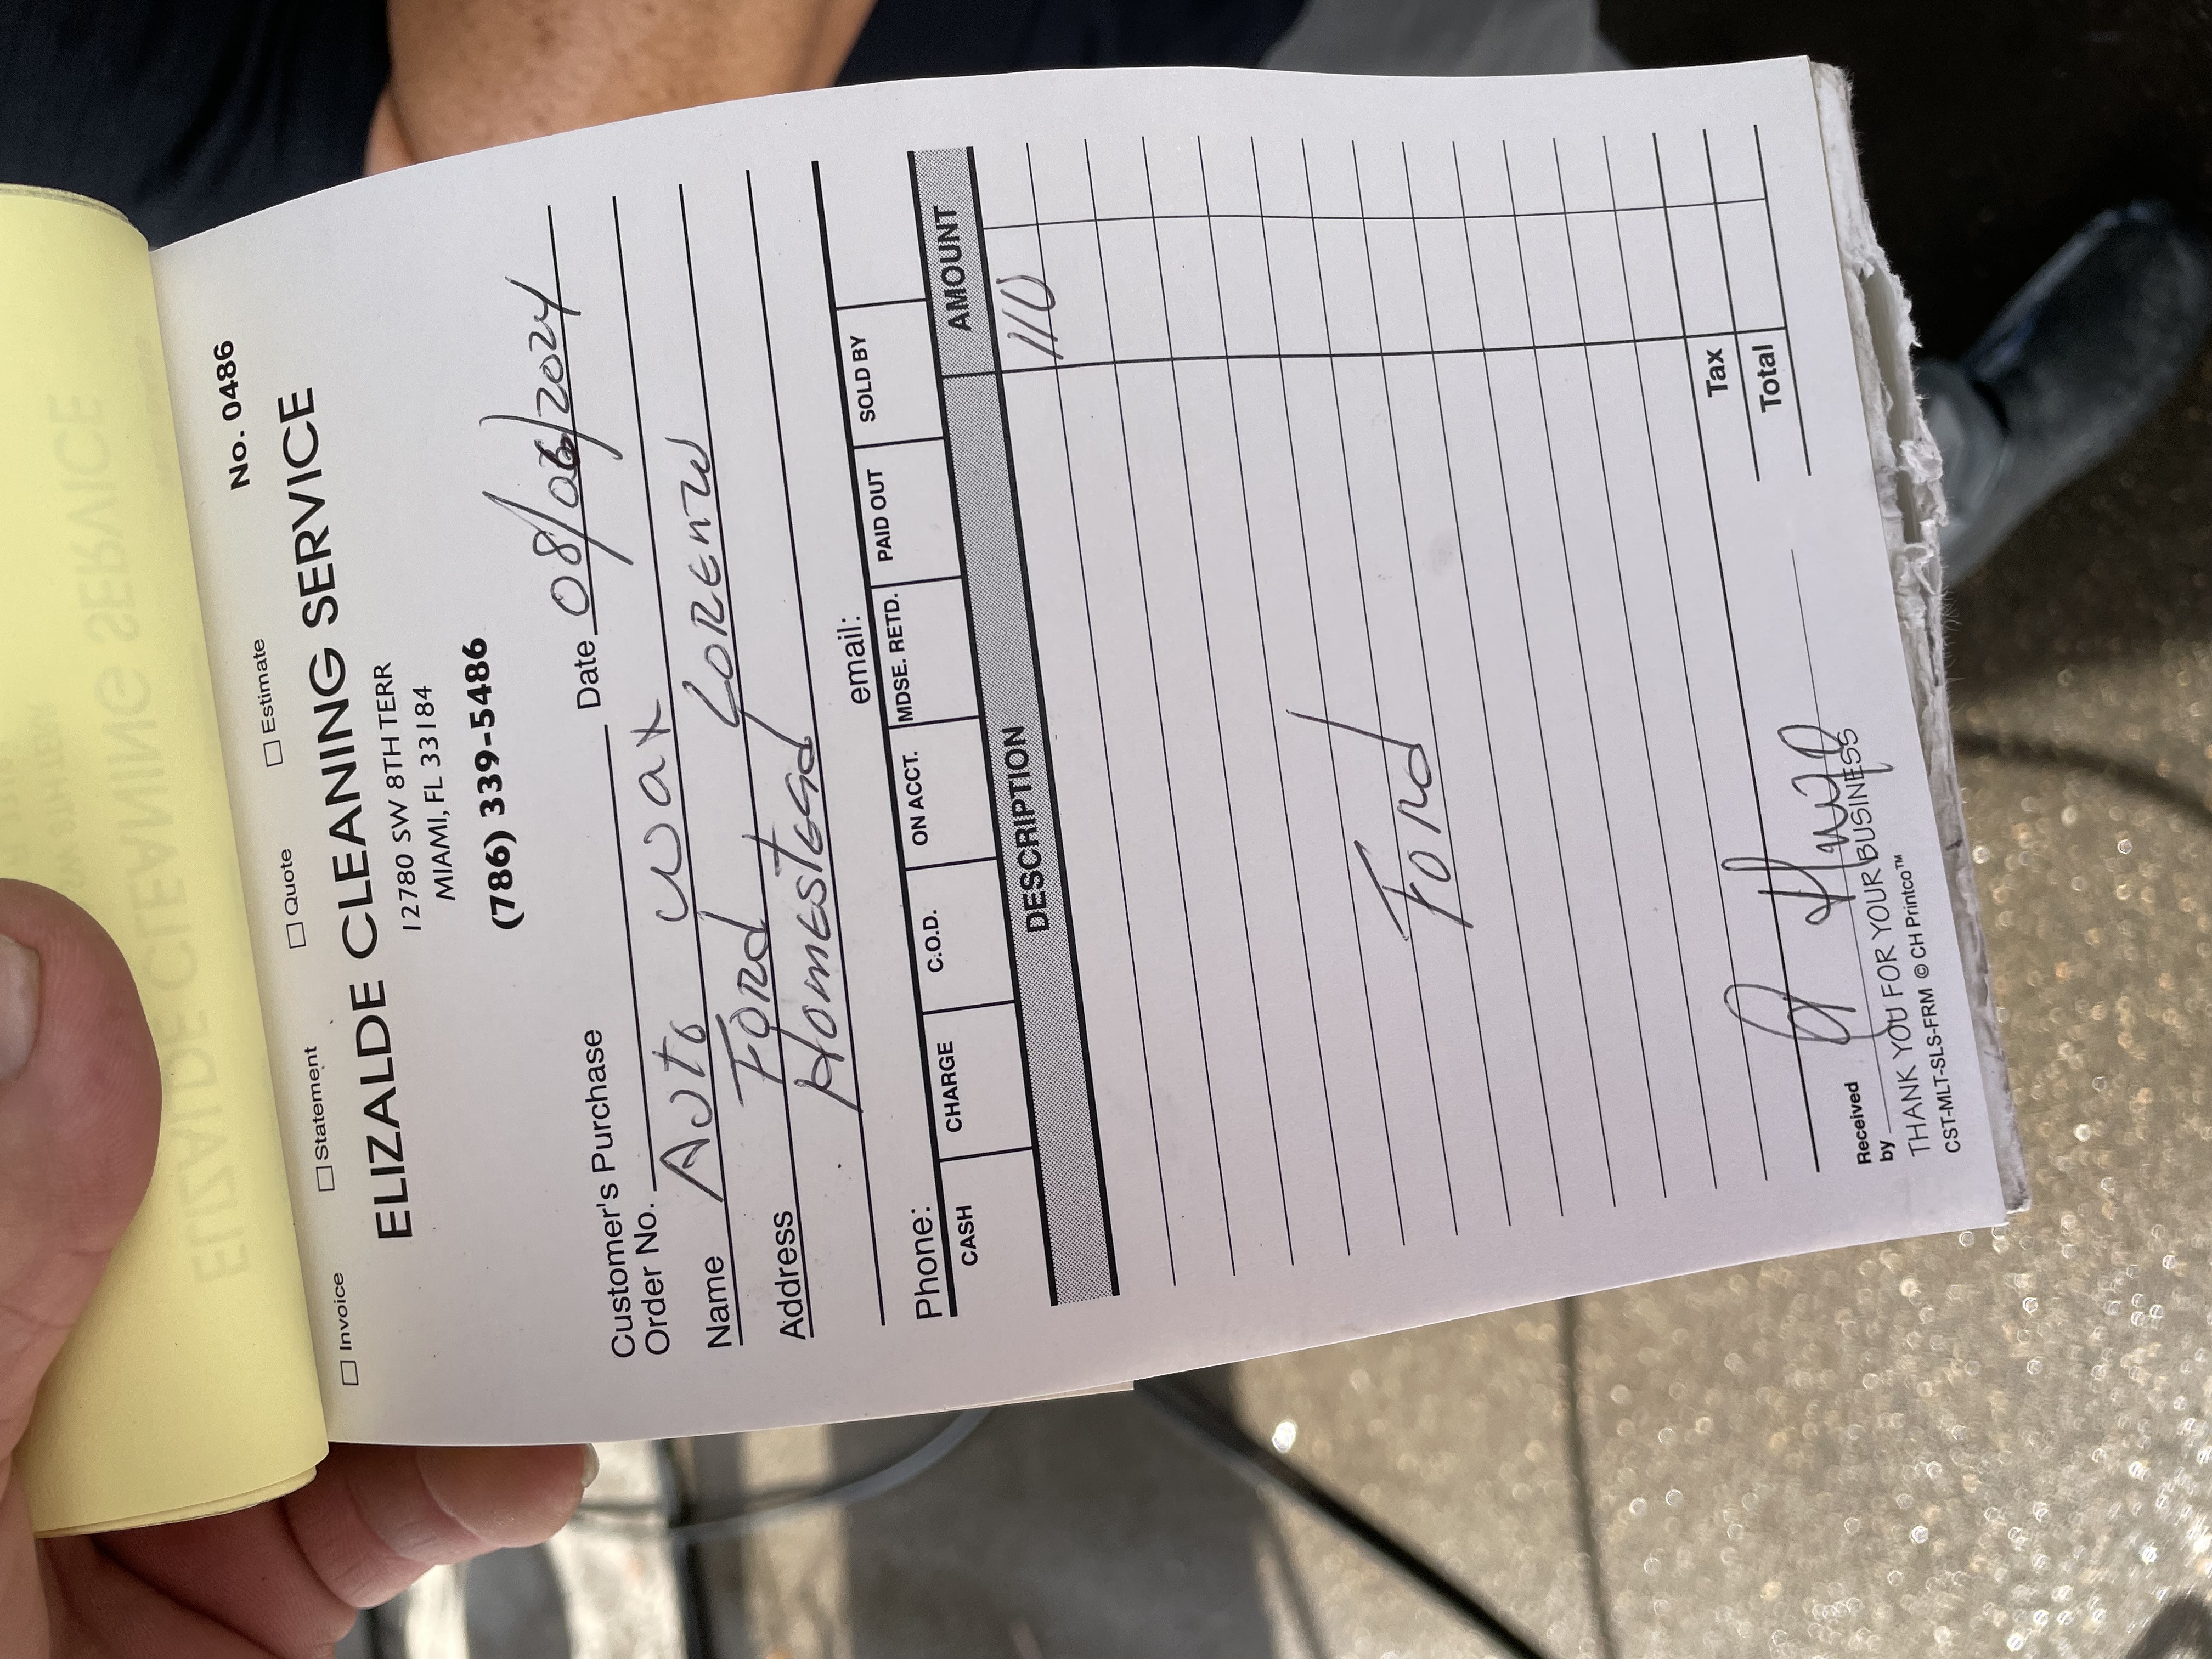 No. 0486
☐ Invoice ☐ Statement ☐ Quote ☐ Estimate
ELIZALDE CLEANING SERVICE
12780 SW 8TH TERR
MIAMI, FL 33184
(786) 339-5486
Customer's Purchase
Order No. Date 08/06/2024
Name Auto wax
Address Ford Lorenzo
Homestead
Phone: email:
CASH CHARGE C.O.D. ON ACCT. MDSE. RETD. PAID OUT SOLD BY
DESCRIPTION AMOUNT
110
Ford
Tax
Total
Received
by
THANK YOU FOR YOUR BUSINESS
CST-MLT-SLS-FRM © CH Printco™